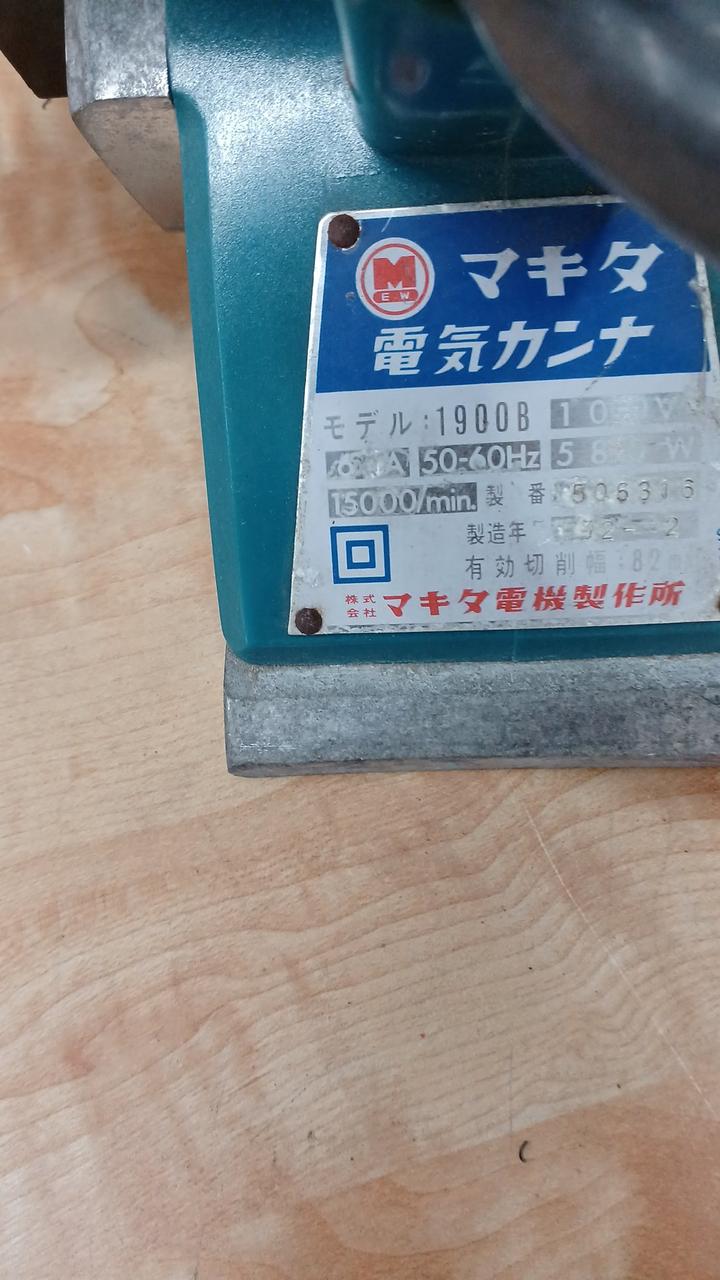 M
E.W
マキタ
電気カンナ
モデル:1900B
50-60Hz
15000/min. 製番 506316
製造年
有効切削幅:82
株式会社 マキタ電機製作所